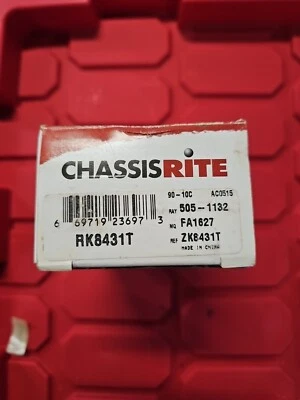 CHASSISRITE
90-10C AC0515
RAY 505-1132
MQ FA1627
REF ZK8431T
MADE IN CHINA
6 69719 23697 3
RK8431T